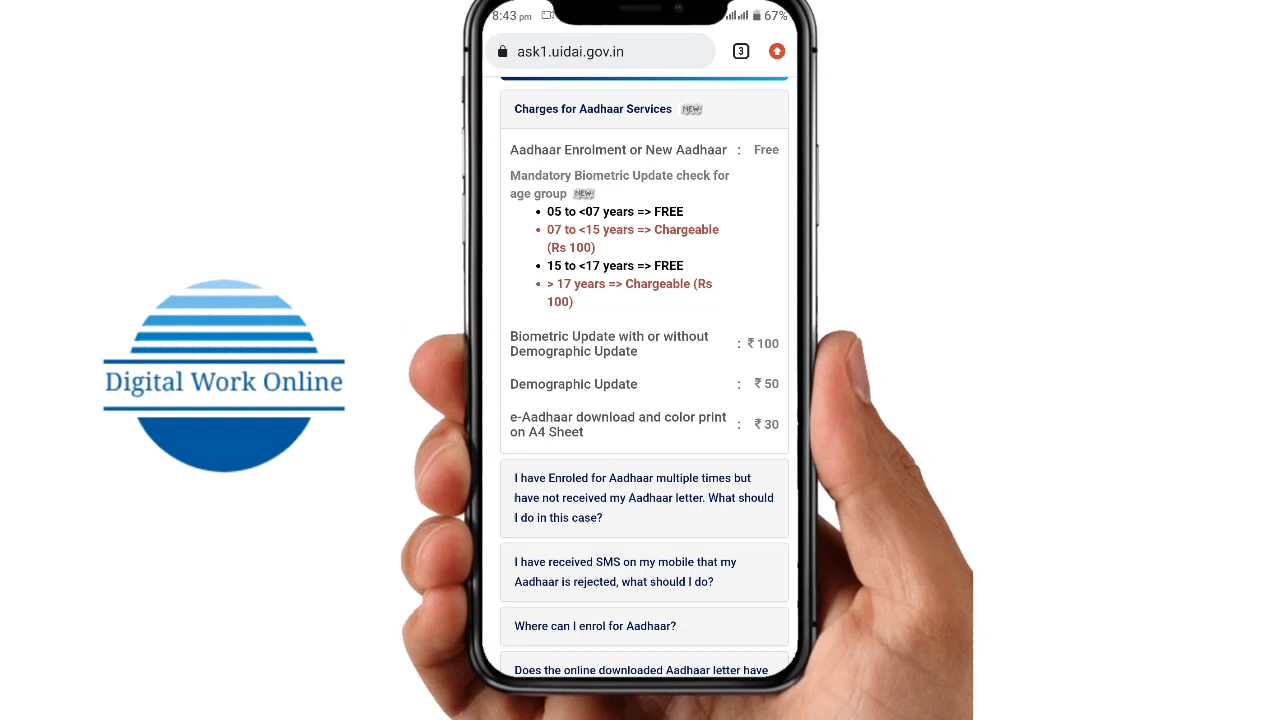 8:43 pm
67%
ask1.uidai.gov.in
3
Charges for Aadhaar Services NEW
Aadhaar Enrolment or New Aadhaar : Free
Mandatory Biometric Update check for
age group NEW
• 05 to <07 years => FREE
• 07 to <15 years => Chargeable
(Rs 100)
• 15 to <17 years => FREE
• > 17 years => Chargeable (Rs
100)
Biometric Update with or without
Demographic Update : ₹ 100
Demographic Update : ₹ 50
e-Aadhaar download and color print
on A4 Sheet : ₹ 30
I have Enroled for Aadhaar multiple times but
have not received my Aadhaar letter. What should
I do in this case?
I have received SMS on my mobile that my
Aadhaar is rejected, what should I do?
Where can I enrol for Aadhaar?
Does the online downloaded Aadhaar letter have
Digital Work Online